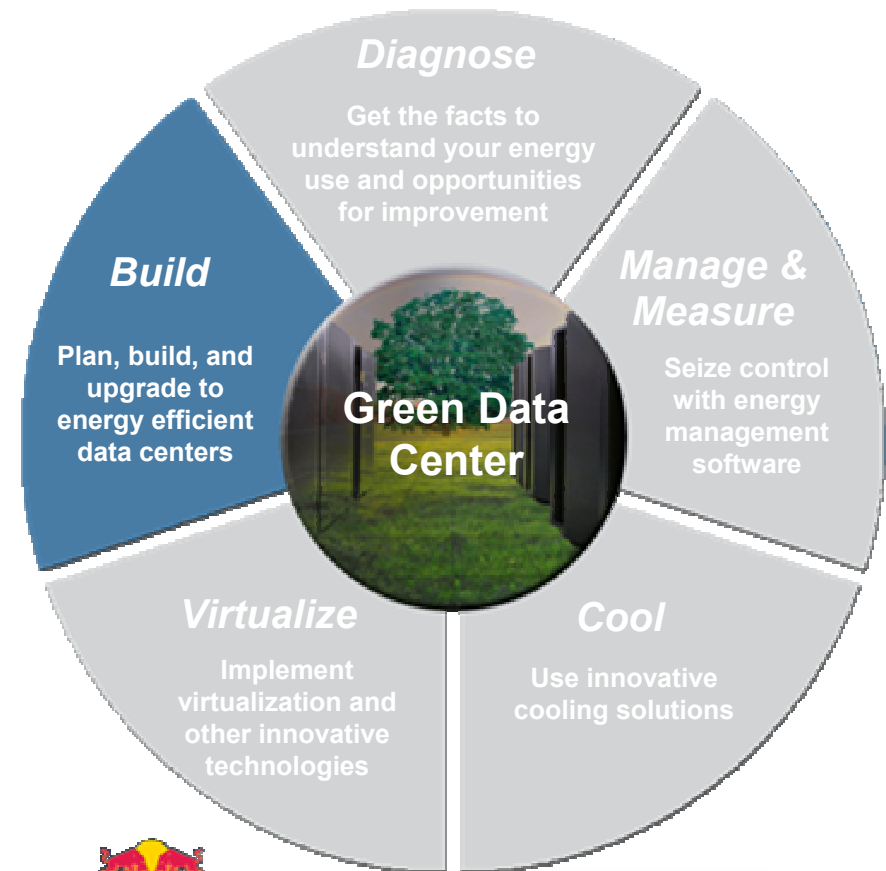 Diagnose
Get the facts to
understand your energy
use and opportunities
for improvement
Build
Plan, build, and
upgrade to
energy efficient
data centers
Manage &
Measure
Seize control
with energy
management
software
Green Data
Center
Virtualize
Implement
virtualization and
other innovative
technologies
Cool
Use innovative
cooling solutions